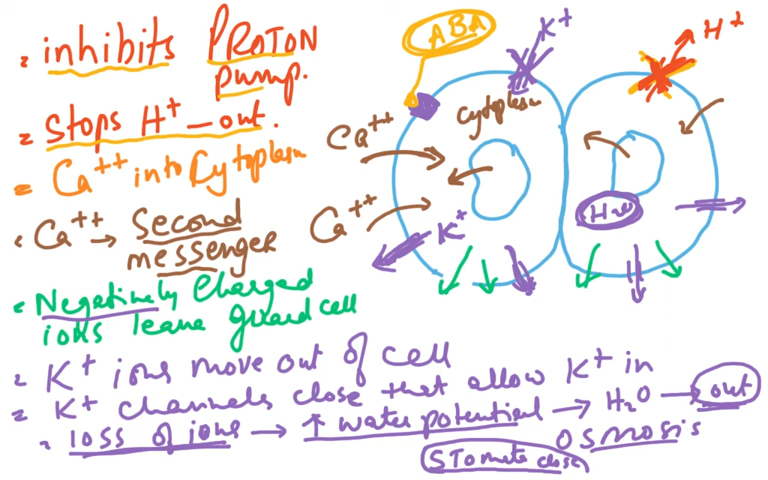 inhibits PROTON
pump.
Stops H+ — out.
Ca++ into Cytoplasm
Ca++ → Second
messenger
Negatively Charged
ions leave guard cell
K+ ions move out of cell
K+ channels close that allow K+ in
loss of ions → ↑ water potential → H2O → out
OSMOSIS
STomata close
ABA
K+
H+
cytoplasm
Ca++
Ca++
K+
H2O